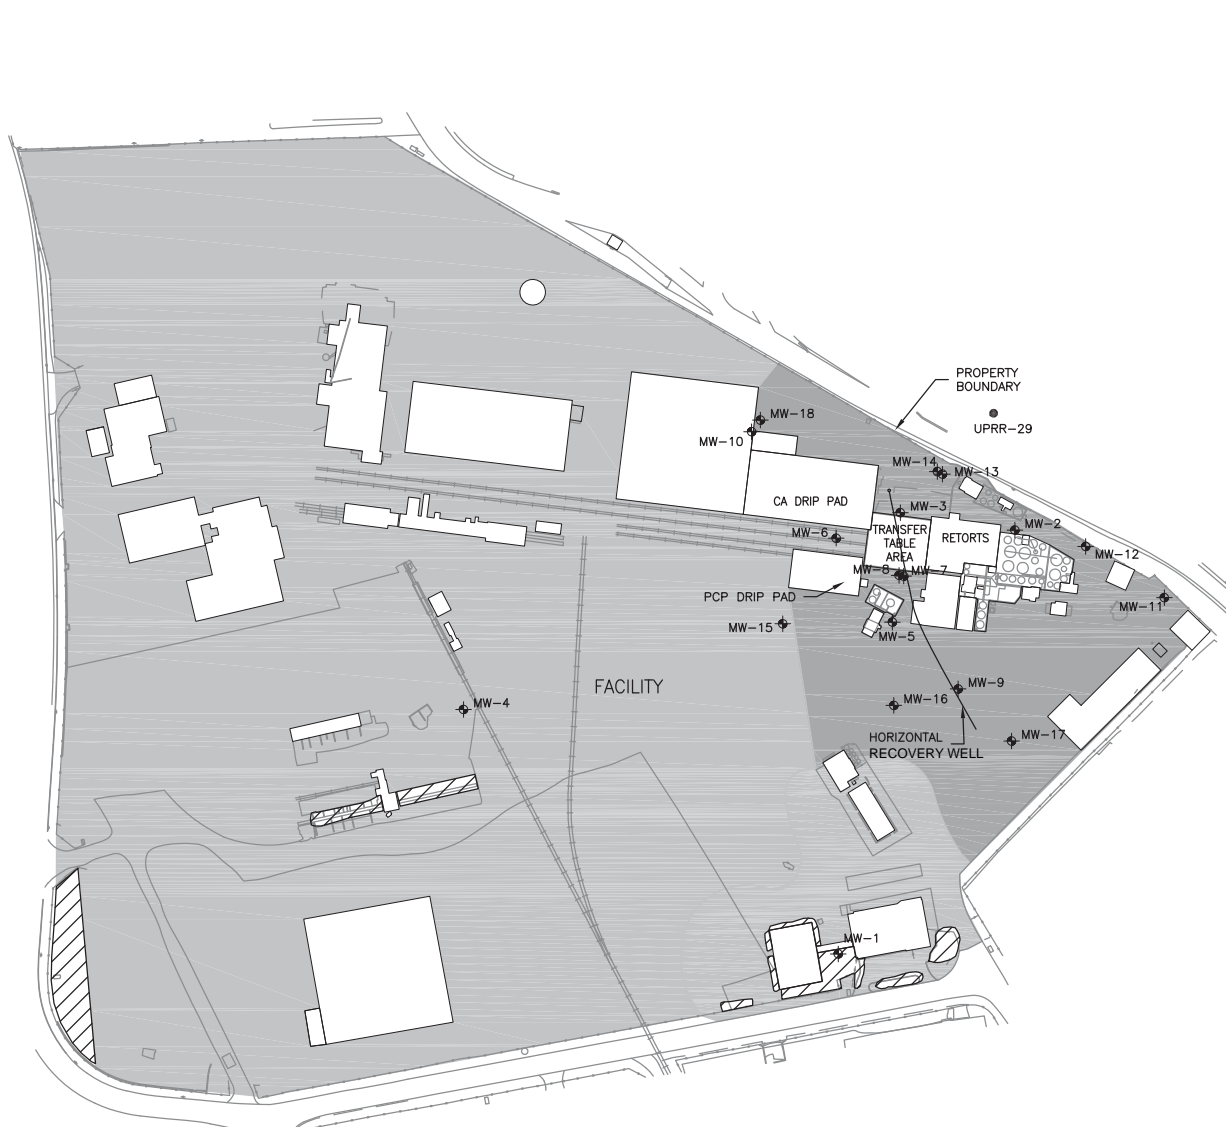 PROPERTY
BOUNDARY
UPRR-29
MW-18
MW-10
MW-14
MW-13
CA DRIP PAD
MW-3
MW-2
MW-6
TRANSFER
TABLE
AREA
RETORTS
MW-12
MW-8
MW-7
PCP DRIP PAD
MW-11
MW-15
MW-5
FACILITY
MW-9
MW-4
MW-16
HORIZONTAL
RECOVERY WELL
MW-17
MW-1